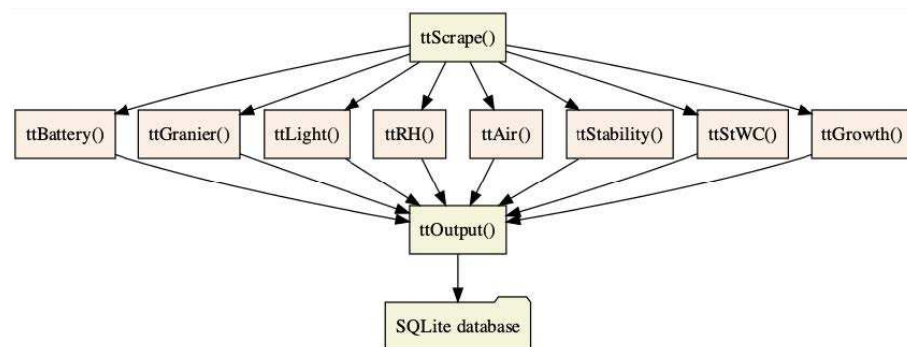 ttScrape()
ttBattery()
ttGranier()
ttLight()
ttRH()
ttAir()
ttStability()
ttStWC()
ttGrowth()
ttOutput()
SQLite database